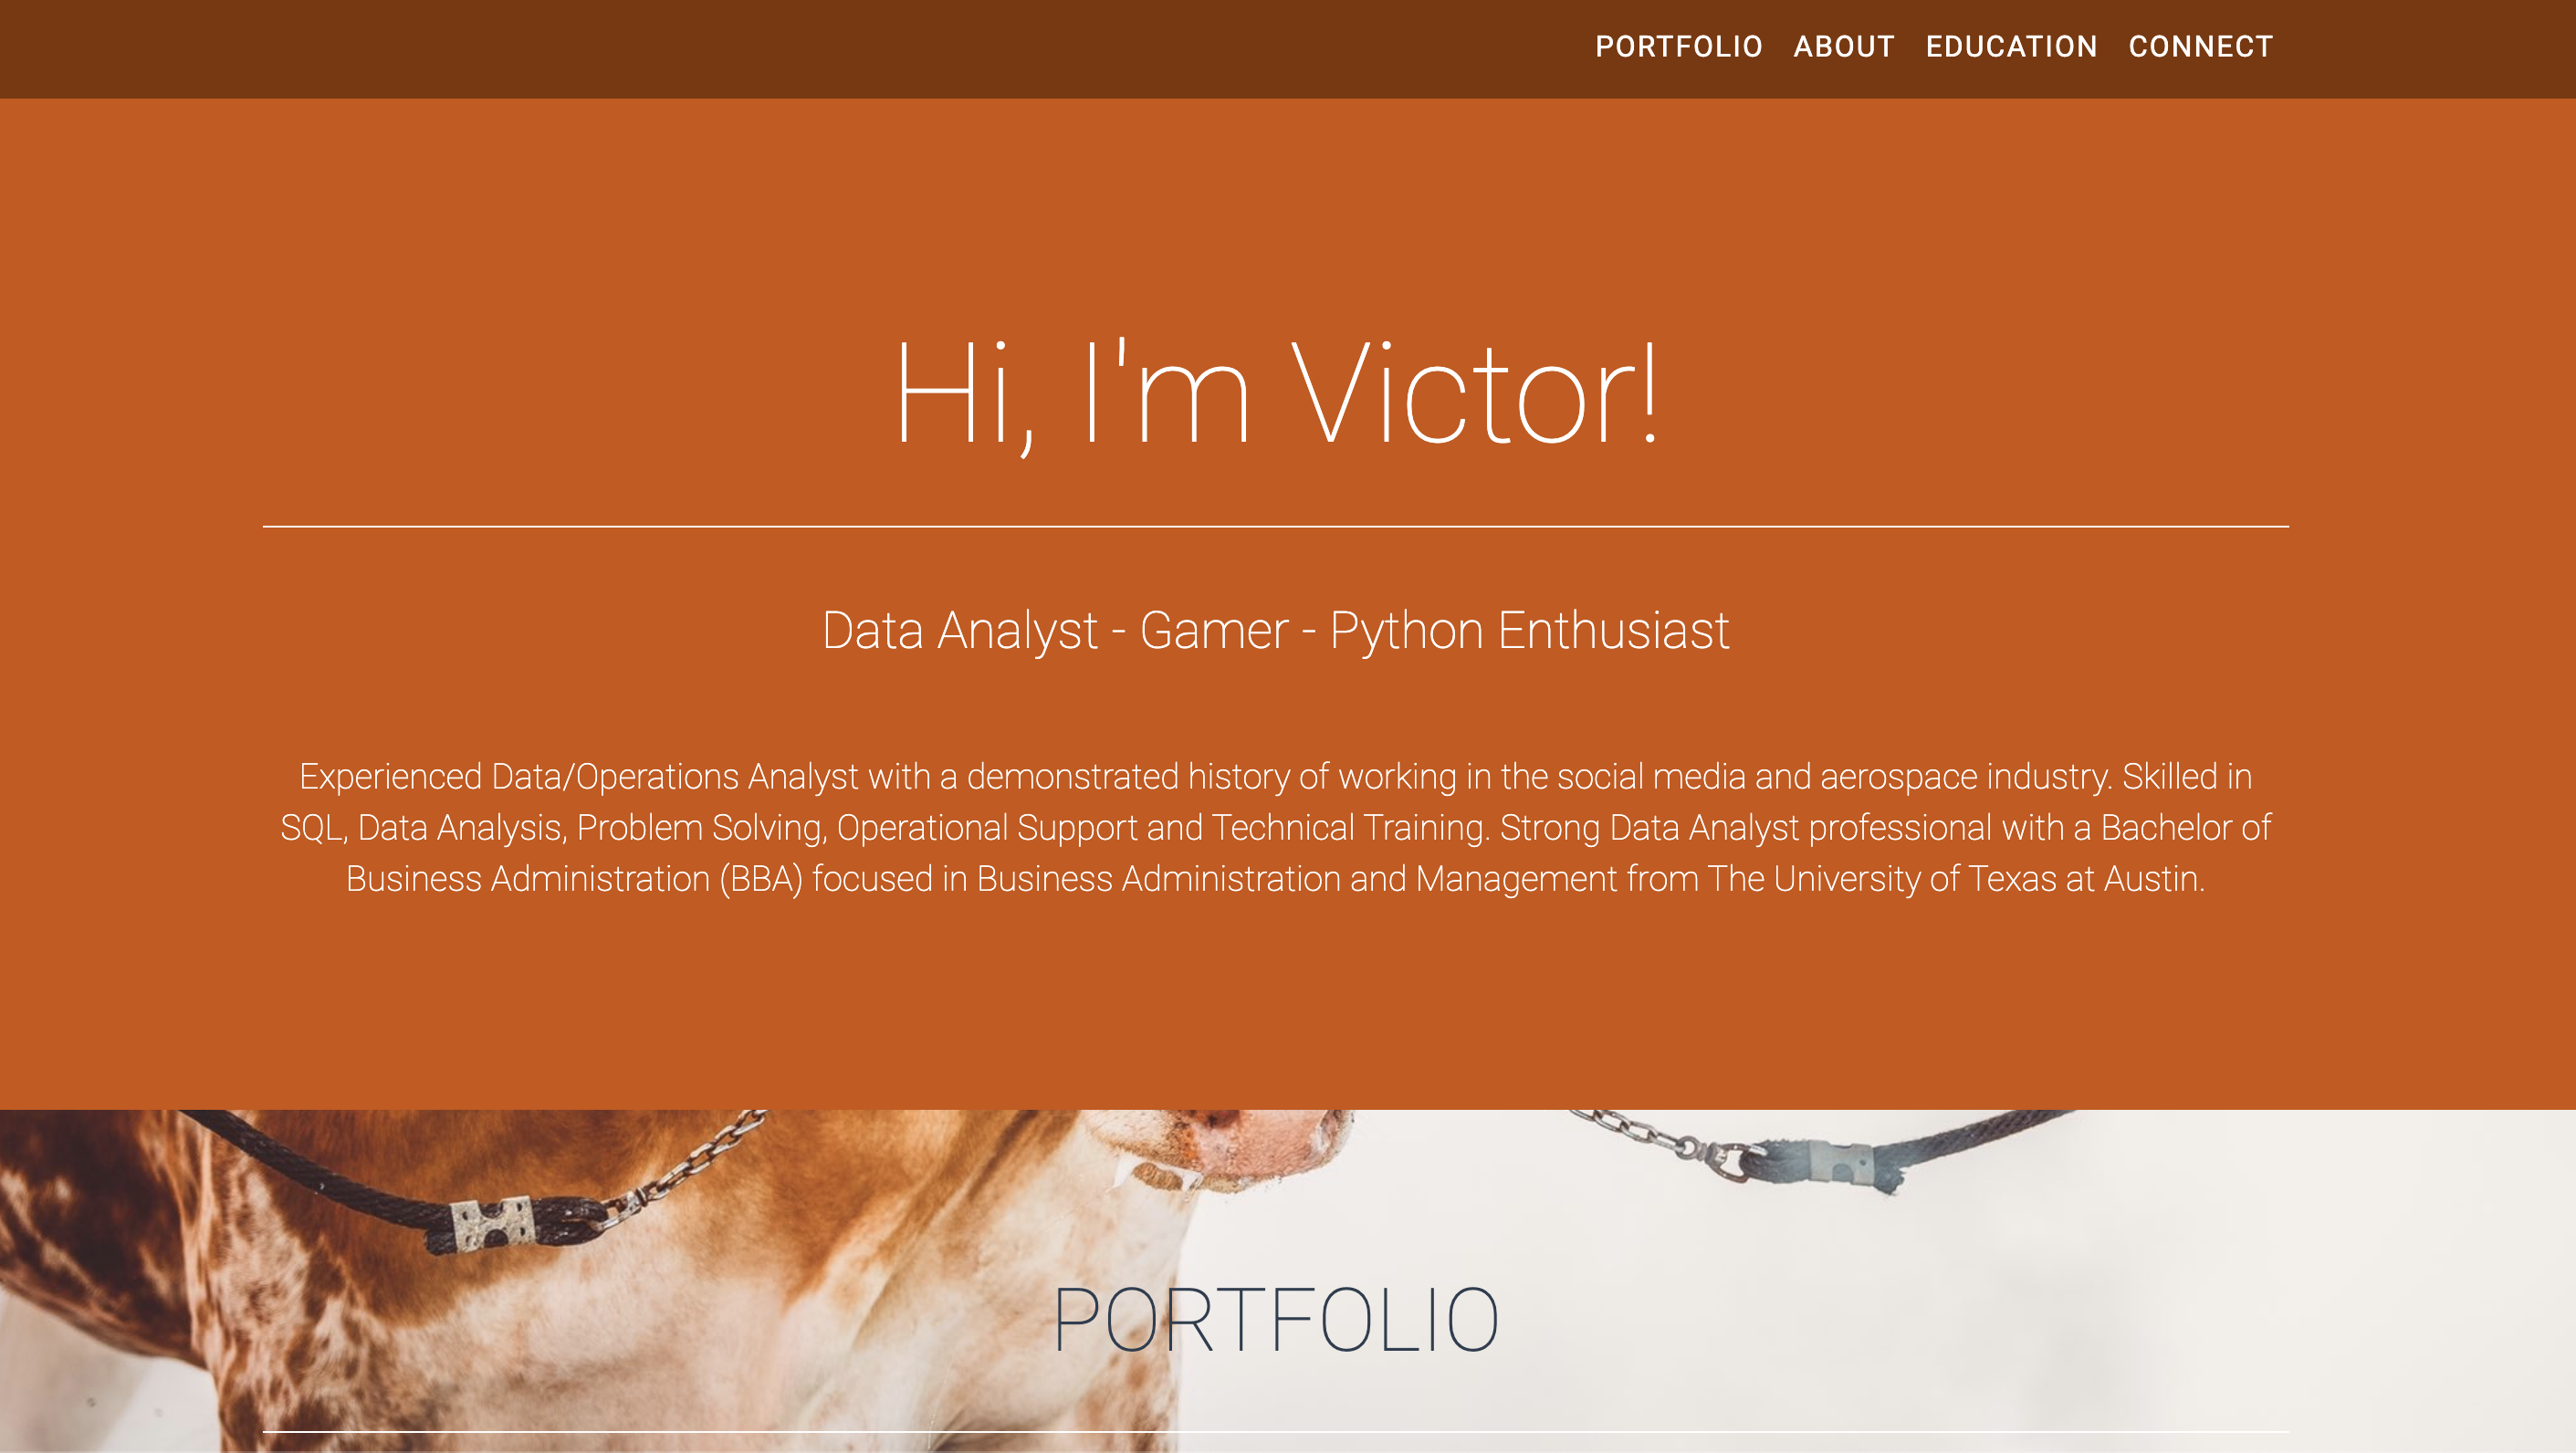 PORTFOLIO ABOUT EDUCATION CONNECT
Hi, I'm Victor!
Data Analyst - Gamer - Python Enthusiast
Experienced Data/Operations Analyst with a demonstrated history of working in the social media and aerospace industry. Skilled in
SQL, Data Analysis, Problem Solving, Operational Support and Technical Training. Strong Data Analyst professional with a Bachelor of
Business Administration (BBA) focused in Business Administration and Management from The University of Texas at Austin.
PORTFOLIO